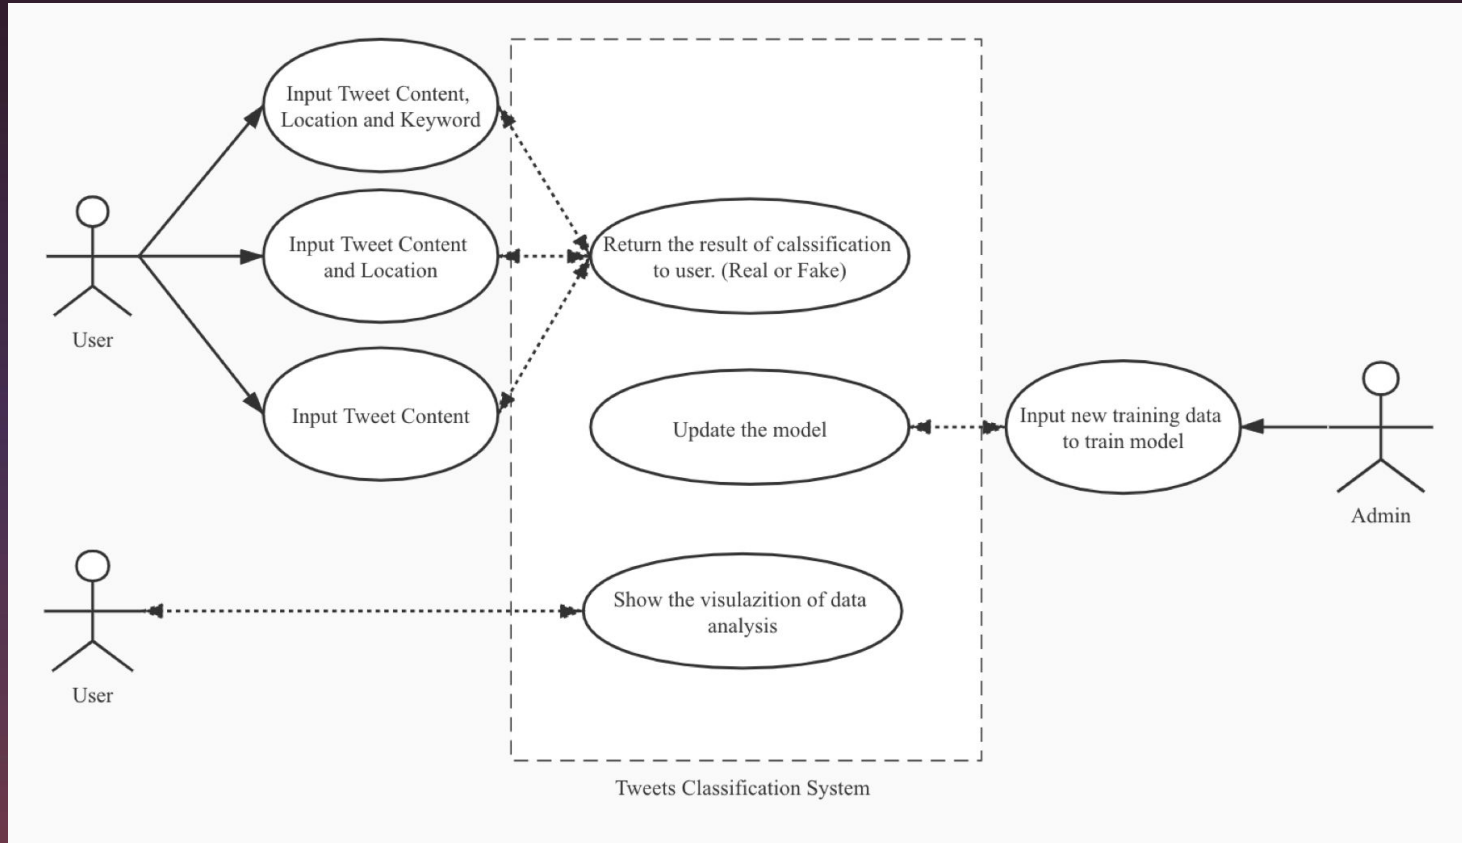 Input Tweet Content,
Location and Keyword
Input Tweet Content
and Location
Return the result of calssification
to user. (Real or Fake)
User
Input Tweet Content
Update the model
Input new training data
to train model
Admin
Show the visulazition of data
analysis
User
Tweets Classification System